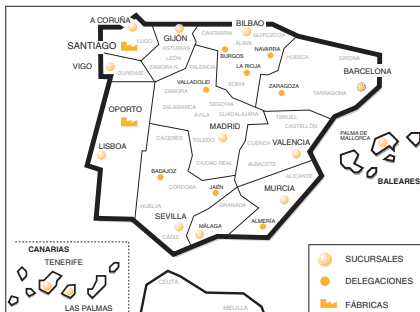 A CORUÑA
LUGO
GIJÓN
ASTURIAS
CANTABRIA
BILBAO
GUIPÚZCOA
ÁLAVA
SANTIAGO
LEÓN
BURGOS
NAVARRA
HUESCA
GIRONA
VIGO
OURENSE
ZAMORA N.
PALENCIA
LA RIOJA
BARCELONA
VALLADOLID
SORIA
ZARAGOZA
ZAMORA
TARRAGONA
OPORTO
SALAMANCA
SEGOVIA
ÁVILA
GUADALAJARA
TERUEL
CASTELLÓN
CÁCERES
TOLEDO
MADRID
PALMA DE
MALLORCA
LISBOA
CUENCA
VALENCIA
CIUDAD REAL
ALBACETE
BADAJOZ
ALICANTE
BALEARES
CÓRDOBA
JAÉN
MURCIA
HUELVA
GRANADA
SEVILLA
MÁLAGA
ALMERÍA
CÁDIZ
CANARIAS
TENERIFE
LAS PALMAS
CEUTA
MELILLA
SUCURSALES
DELEGACIONES
FÁBRICAS